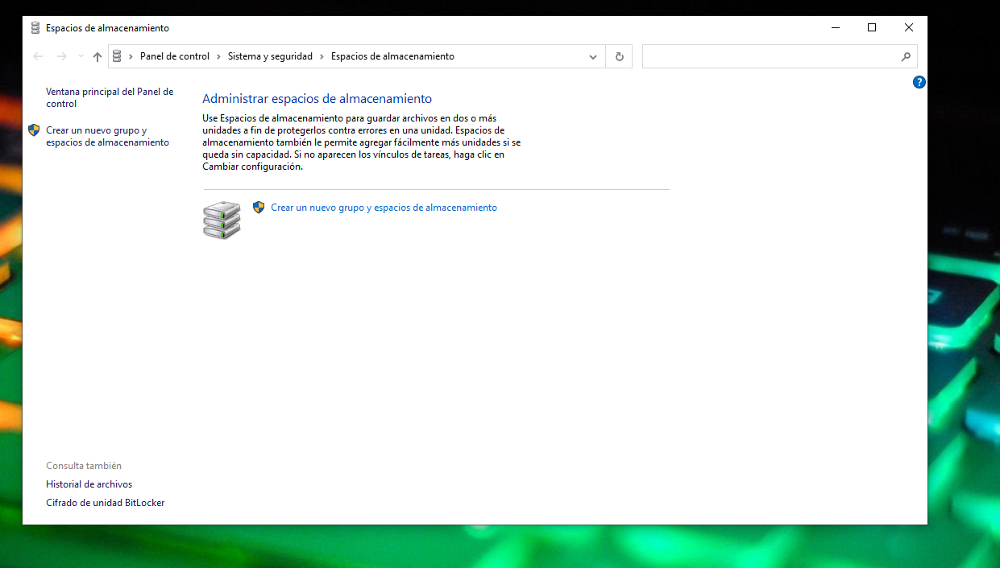 Espacios de almacenamiento
Panel de control > Sistema y seguridad > Espacios de almacenamiento
?
Ventana principal del Panel de
control
Crear un nuevo grupo y
espacios de almacenamiento
Administrar espacios de almacenamiento
Use Espacios de almacenamiento para guardar archivos en dos o más
unidades a fin de protegerlos contra errores en una unidad. Espacios de
almacenamiento también le permite agregar fácilmente más unidades si se
queda sin capacidad. Si no aparecen los vínculos de tareas, haga clic en
Cambiar configuración.
Crear un nuevo grupo y espacios de almacenamiento
Consulta también
Historial de archivos
Cifrado de unidad BitLocker